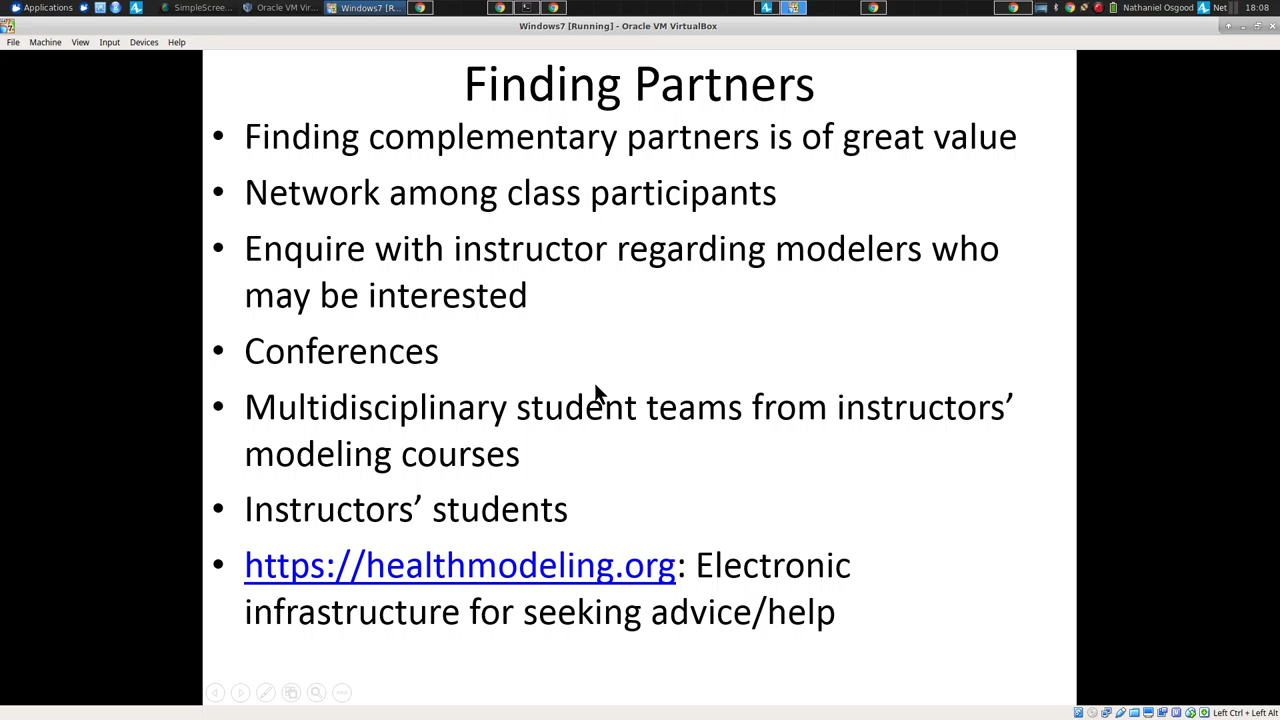 Applications
SimpleScree...
Oracle VM Vir...
Windows7 [R...
Nathaniel Osgood
Net
18:08
Windows7 [Running] - Oracle VM VirtualBox
File Machine View Input Devices Help
Finding Partners
• Finding complementary partners is of great value
• Network among class participants
• Enquire with instructor regarding modelers who
may be interested
• Conferences
• Multidisciplinary student teams from instructors’
modeling courses
• Instructors’ students
• https://healthmodeling.org: Electronic
infrastructure for seeking advice/help
Left Ctrl + Left Alt